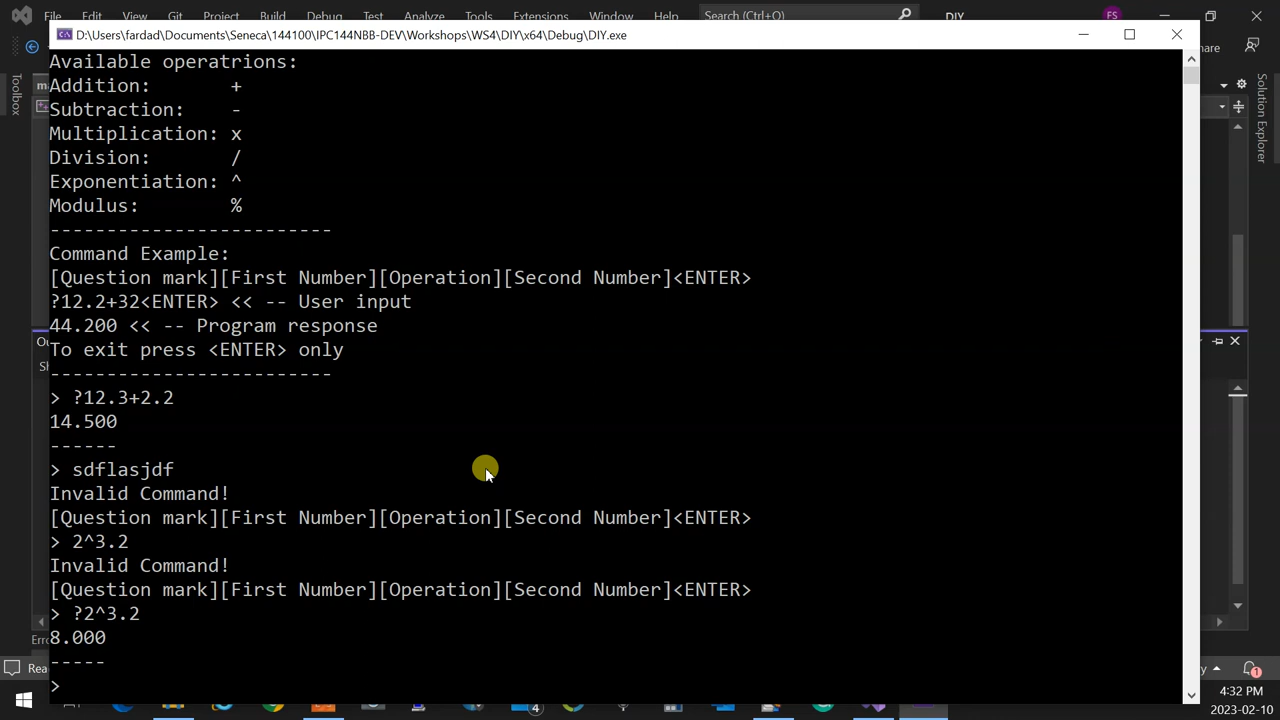 File Edit View Git Project Build Debug Test Analyze Tools Extensions Window Help Search (Ctrl+Q) DIY FS
D:\Users\fardad\Documents\Seneca\144100\IPC144NBB-DEV\Workshops\WS4\DIY\x64\Debug\DIY.exe
Toolbox
Solution Explorer
Available operatrions:
Addition: +
Subtraction: -
Multiplication: x
Division: /
Exponentiation: ^
Modulus: %
-------------------------
Command Example:
[Question mark][First Number][Operation][Second Number]<ENTER>
?12.2+32<ENTER> << -- User input
44.200 << -- Program response
To exit press <ENTER> only
-------------------------
> ?12.3+2.2
14.500
------
> sdflasjdf
Invalid Command!
[Question mark][First Number][Operation][Second Number]<ENTER>
> 2^3.2
Invalid Command!
[Question mark][First Number][Operation][Second Number]<ENTER>
> ?2^3.2
8.000
-----
>
4
1
4:32 PM
2023-02-10